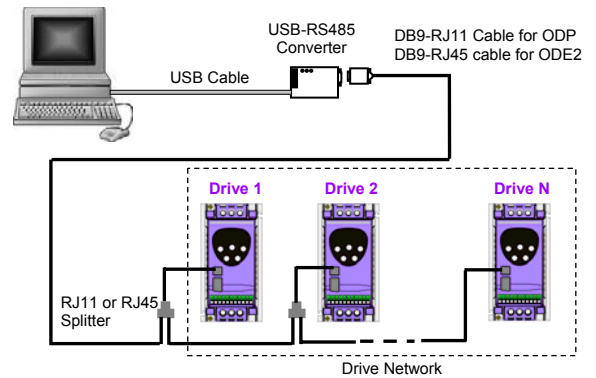 USB-RS485
Converter
DB9-RJ11 Cable for ODP
DB9-RJ45 cable for ODE2
USB Cable
Drive 1
Drive 2
Drive N
RJ11 or RJ45
Splitter
Drive Network